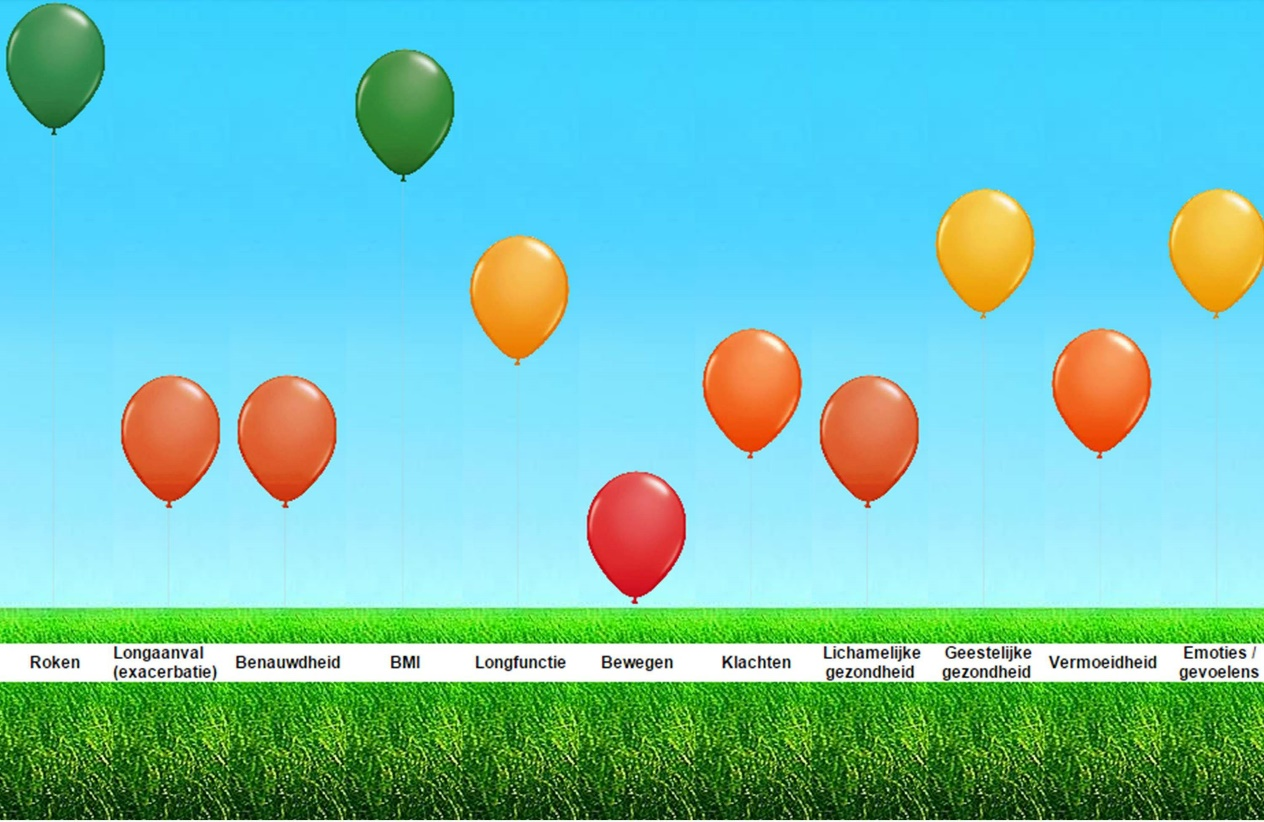 Roken
Longaanval
(exacerbatie)
Benauwdheid
BMI
Longfunctie
Bewegen
Klachten
Lichamelijke
gezondheid
Geestelijke
gezondheid
Vermoeidheid
Emoties /
gevoelens